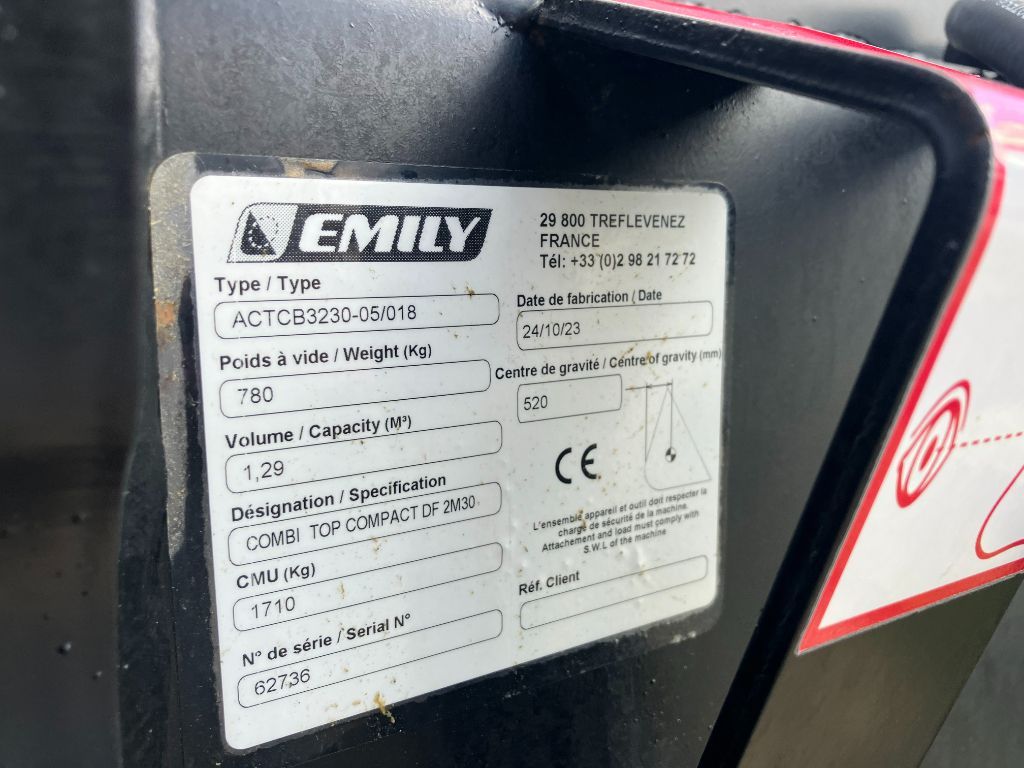 EMILY
29 800 TREFLEVENEZ
FRANCE
Tél: +33 (0)2 98 21 72 72
Type / Type
ACTCB3230-05/018
Date de fabrication / Date
24/10/23
Poids à vide / Weight (Kg)
780
Centre de gravité / Centre of gravity (mm)
520
Volume / Capacity (M³)
1,29
CE
Désignation / Specification
COMBI TOP COMPACT DF 2M30
L'ensemble appareil et outil doit respecter la
charge de sécurité de la machine.
Attachement and load must comply with
S.W.L of the machine
CMU (Kg)
1710
Réf. Client
N° de série / Serial N°
62736